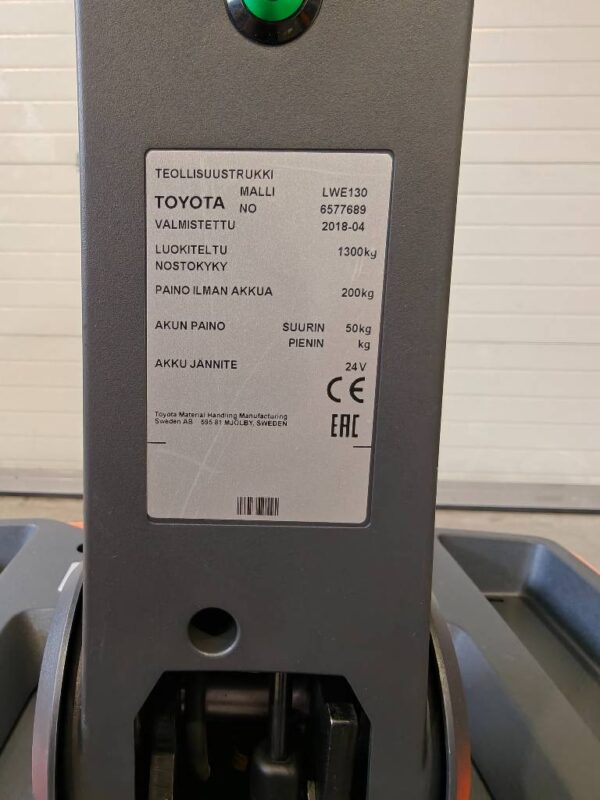 TEOLLISUUSTRUKKI
TOYOTA MALLI LWE130
NO 6577689
VALMISTETTU 2018-04
LUOKITELTU 1300kg
NOSTOKYKY
PAINO ILMAN AKKUA 200kg
AKUN PAINO SUURIN 50kg
PIENIN kg
AKKU JÄNNITE 24V
CE
Toyota Material Handling Manufacturing
Sweden AB 595 81 MJÖLBY, SWEDEN
EAC